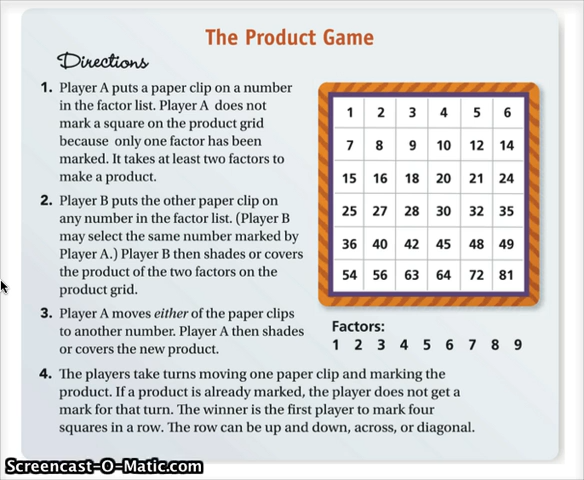 The Product Game
Directions
1. Player A puts a paper clip on a number
in the factor list. Player A does not
mark a square on the product grid
because only one factor has been
marked. It takes at least two factors to
make a product.
2. Player B puts the other paper clip on
any number in the factor list. (Player B
may select the same number marked by
Player A.) Player B then shades or covers
the product of the two factors on the
product grid.
3. Player A moves either of the paper clips
to another number. Player A then shades
or covers the new product.
1 2 3 4 5 6
7 8 9 10 12 14
15 16 18 20 21 24
25 27 28 30 32 35
36 40 42 45 48 49
54 56 63 64 72 81
Factors:
1 2 3 4 5 6 7 8 9
4. The players take turns moving one paper clip and marking the
product. If a product is already marked, the player does not get a
mark for that turn. The winner is the first player to mark four
squares in a row. The row can be up and down, across, or diagonal.
Screencast-O-Matic.com